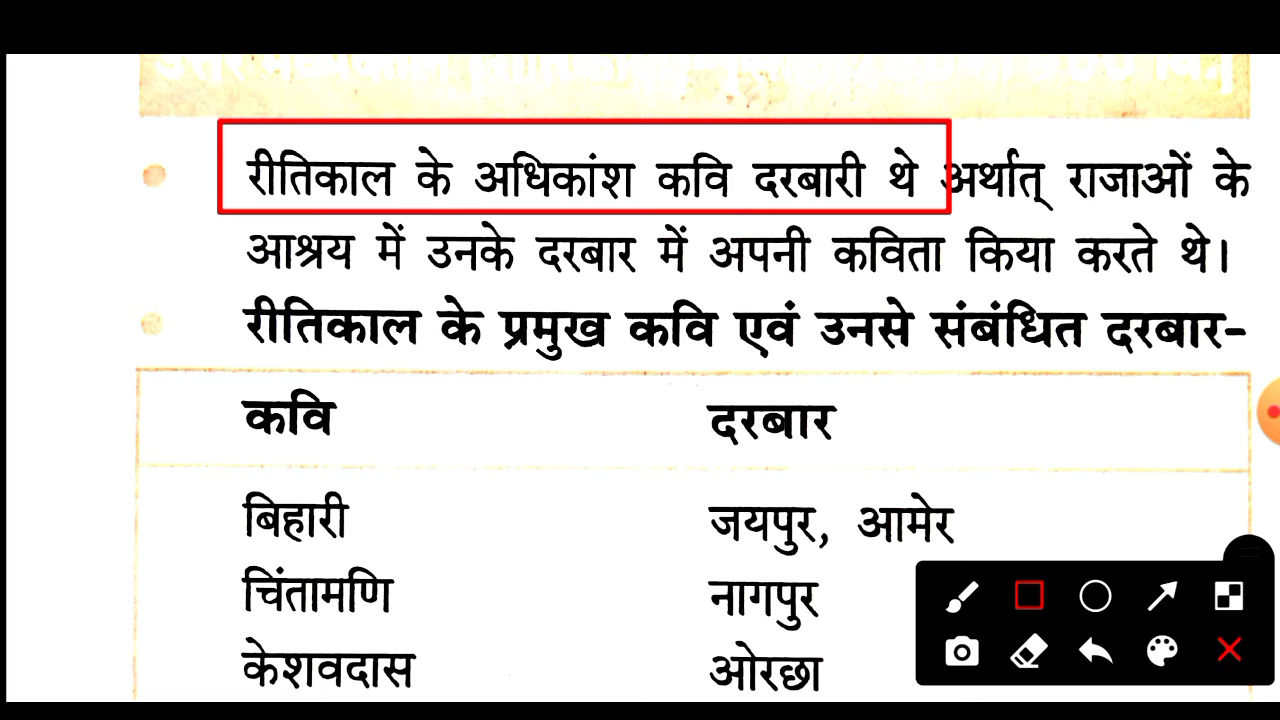 रीतिकाल के अधिकांश कवि दरबारी थे अर्थात् राजाओं के
आश्रय में उनके दरबार में अपनी कविता किया करते थे।
रीतिकाल के प्रमुख कवि एवं उनसे संबंधित दरबार-
कवि दरबार
बिहारी जयपुर, आमेर
चिंतामणि नागपुर
केशवदास ओरछा